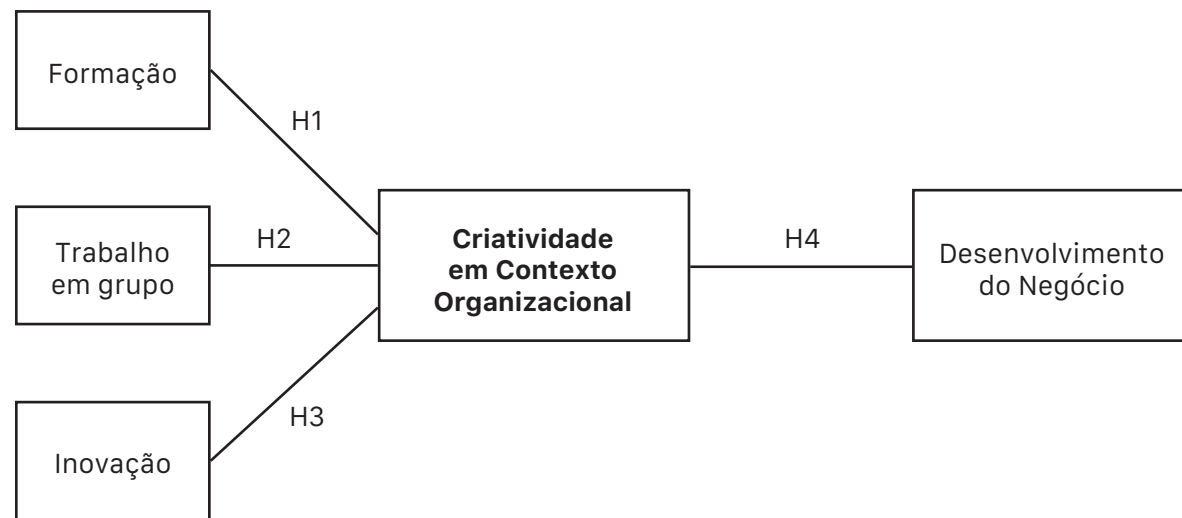 Formação
H1
Trabalho
em grupo
H2
Criatividade
em Contexto
Organizacional
H4
Desenvolvimento
do Negócio
H3
Inovação